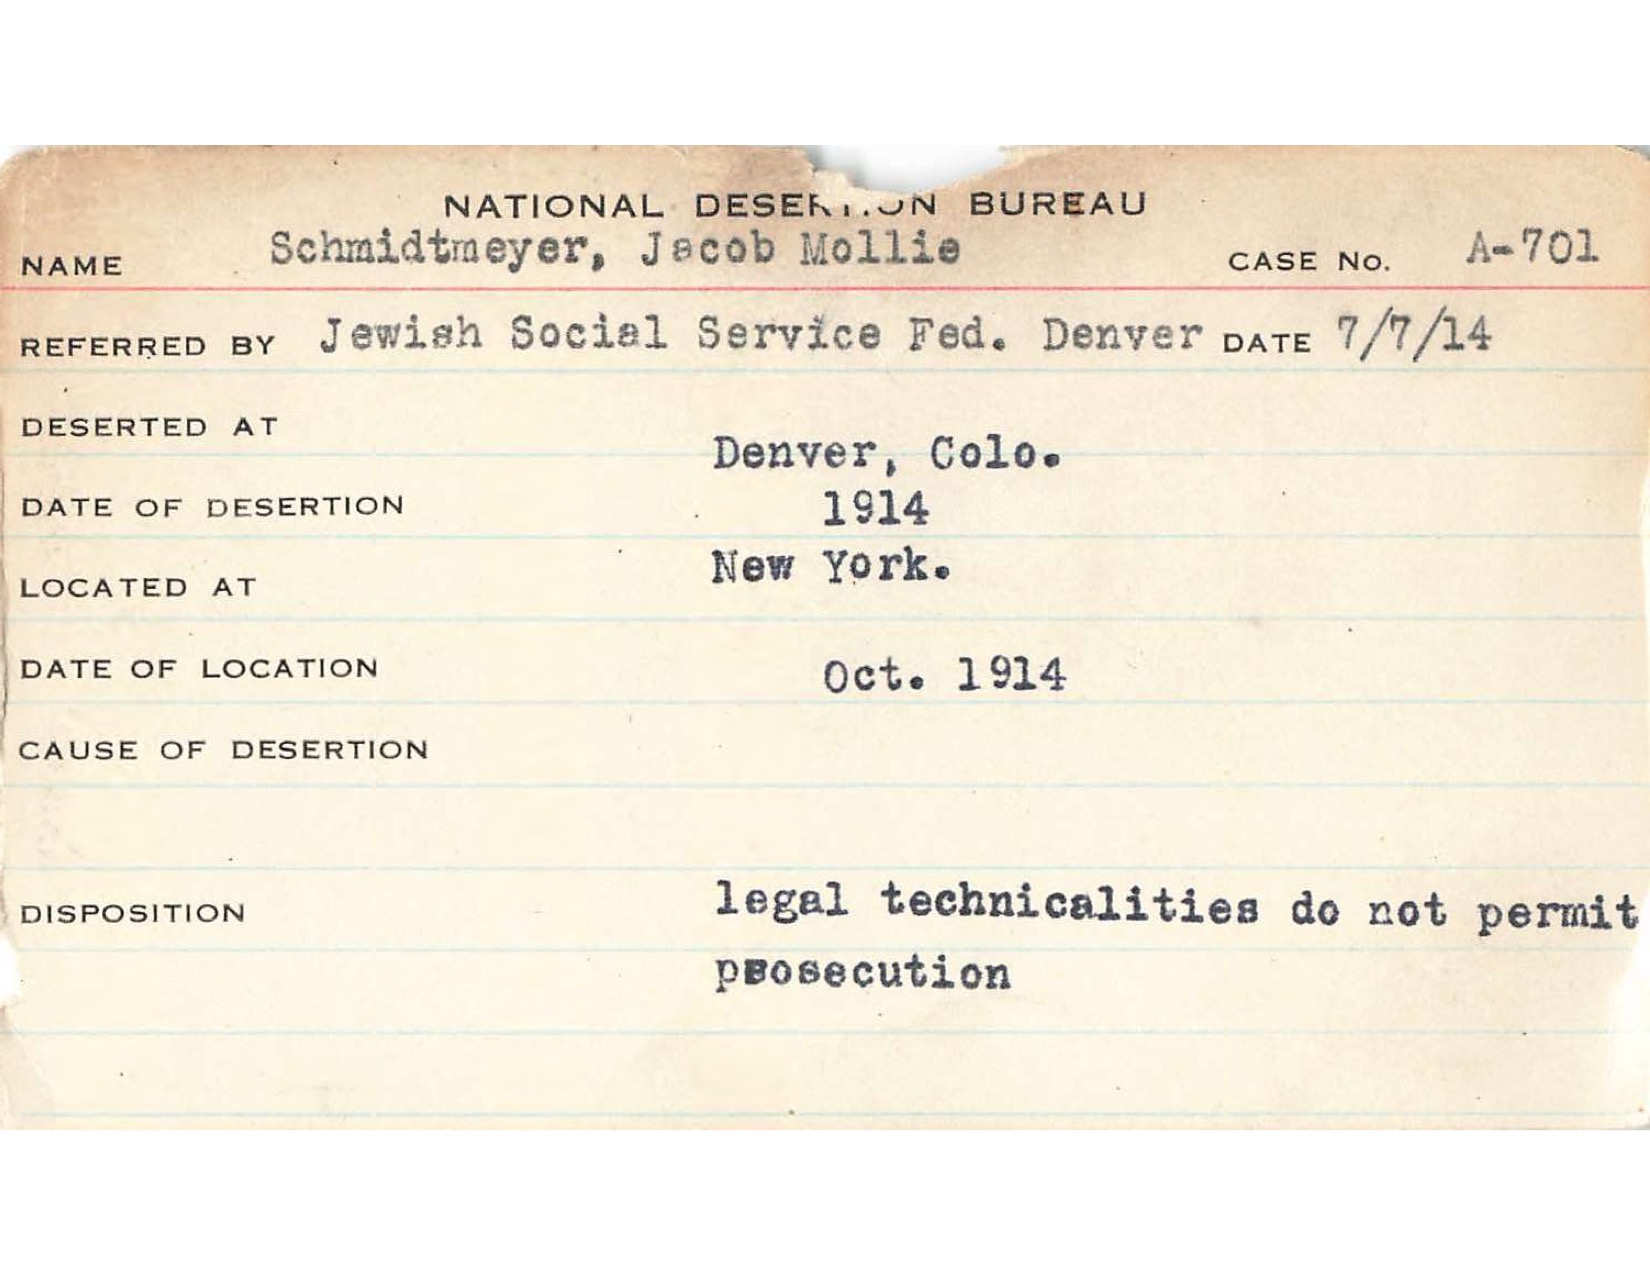 NATIONAL DESERTION BUREAU
NAME Schmidtmeyer, Jacob Mollie CASE No. A-701
REFERRED BY Jewish Social Service Fed. Denver DATE 7/7/14
DESERTED AT Denver, Colo.
DATE OF DESERTION 1914
LOCATED AT New York.
DATE OF LOCATION Oct. 1914
CAUSE OF DESERTION
DISPOSITION legal technicalities do not permit
prosecution